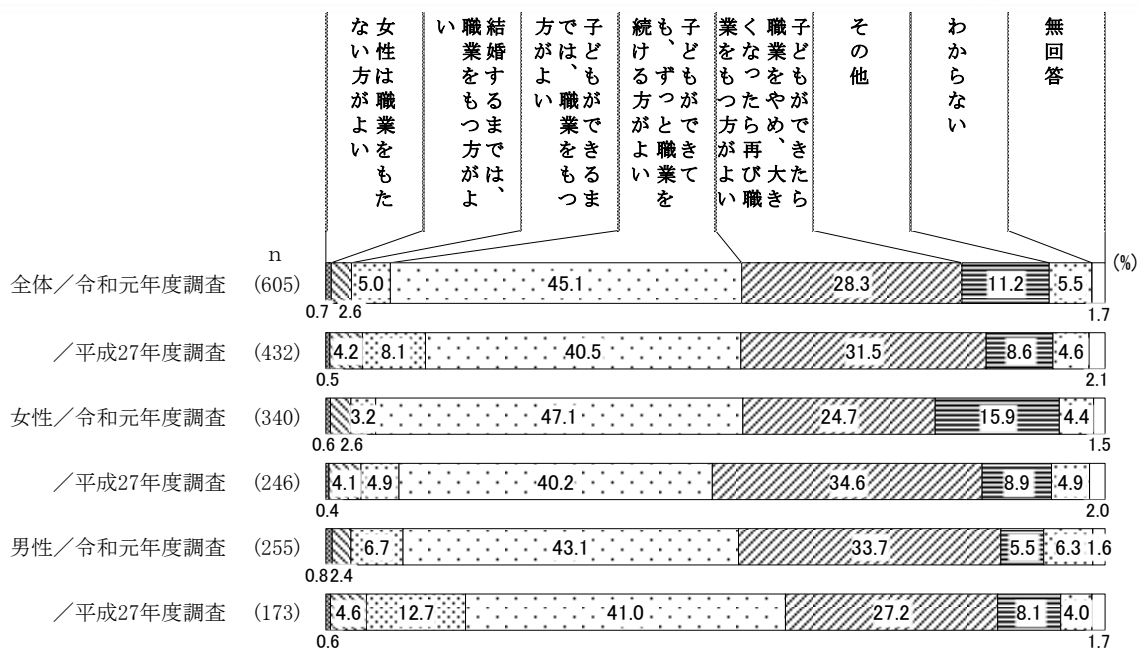 女性は職業をもた
ない方がよい
結婚するまでは、
職業をもつ方がよ
い
子どもができるま
では、職業をもつ
方がよい
子どもができて
も、ずっと職業を
続ける方がよい
子どもができたら
職業をやめ、大き
くなったら再び職
業をもつ方がよい
その他
わからない
無回答
n
(%)
全体／令和元年度調査 (605) 5.0 45.1 28.3 11.2 5.5
0.7 2.6 1.7
／平成27年度調査 (432) 4.2 8.1 40.5 31.5 8.6 4.6
0.5 2.1
女性／令和元年度調査 (340) 3.2 47.1 24.7 15.9 4.4
0.6 2.6 1.5
／平成27年度調査 (246) 4.1 4.9 40.2 34.6 8.9 4.9
0.4 2.0
男性／令和元年度調査 (255) 6.7 43.1 33.7 5.5 6.3 1.6
0.8 2.4
／平成27年度調査 (173) 4.6 12.7 41.0 27.2 8.1 4.0
0.6 1.7